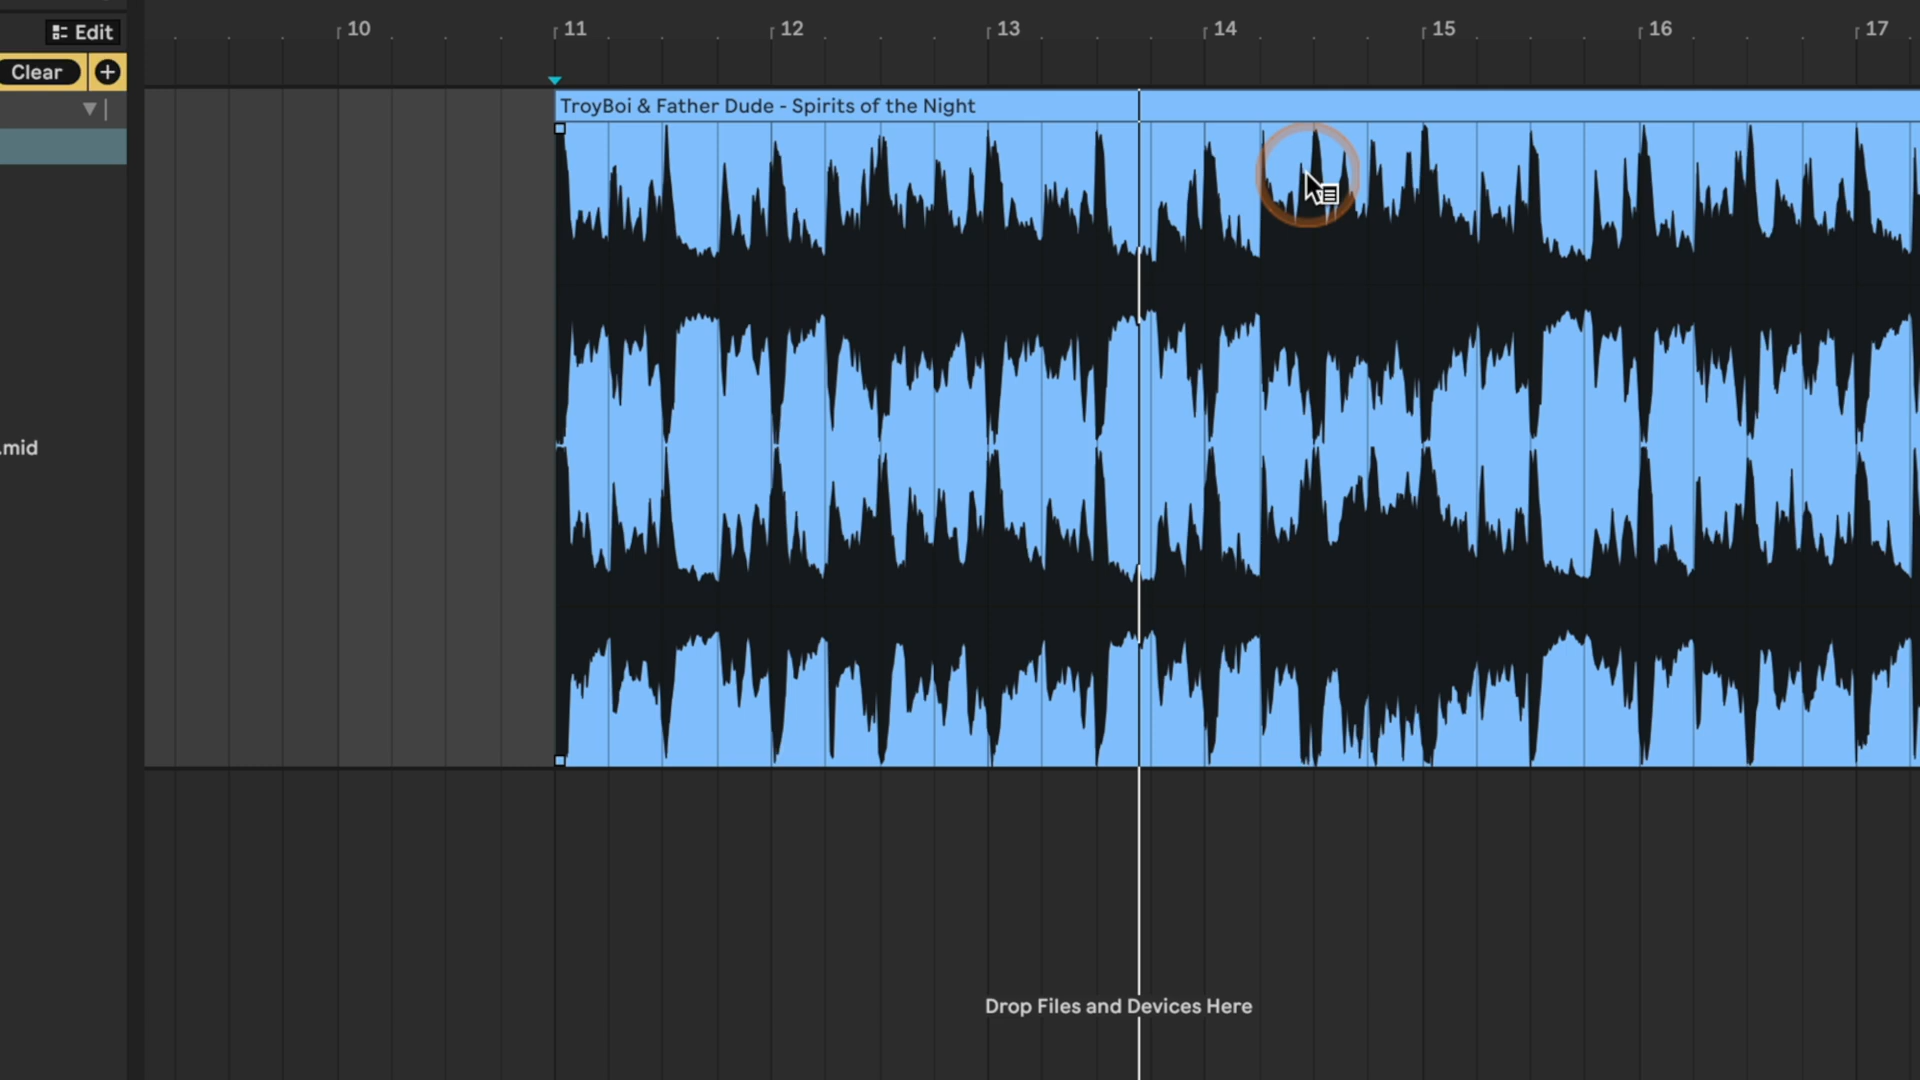 Edit
10
11
12
13
14
15
16
17
Clear
TroyBoi & Father Dude - Spirits of the Night
.mid
Drop Files and Devices Here